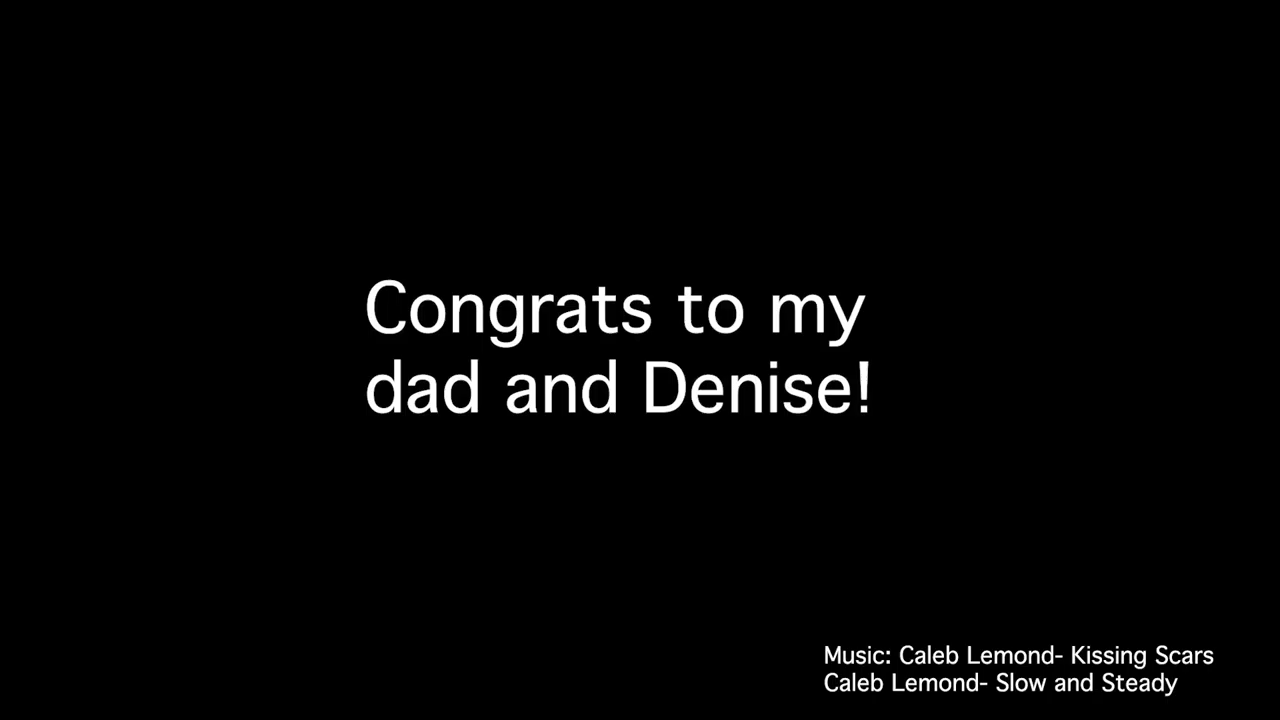 Congrats to my
dad and Denise!
Music: Caleb Lemond- Kissing Scars
Caleb Lemond- Slow and Steady